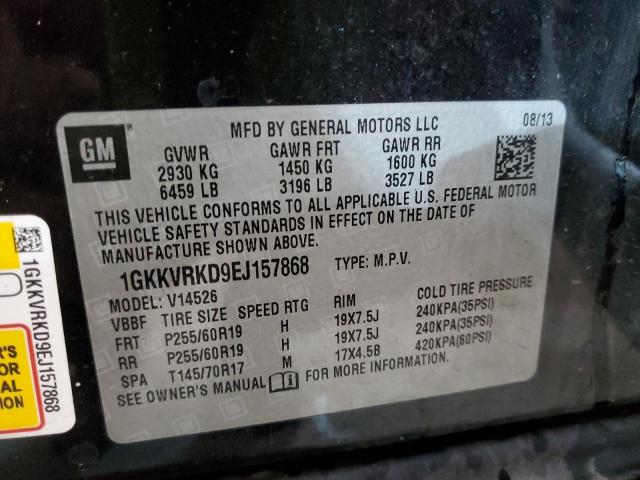 GM
®
MFD BY GENERAL MOTORS LLC 08/13
GVWR GAWR FRT GAWR RR
2930 KG 1450 KG 1600 KG
6459 LB 3196 LB 3527 LB
THIS VEHICLE CONFORMS TO ALL APPLICABLE U.S. FEDERAL MOTOR
VEHICLE SAFETY STANDARDS IN EFFECT ON THE DATE OF
MANUFACTURE SHOWN ABOVE.
1GKKVRKD9EJ157868 TYPE: M.P.V.
MODEL: V14526
VBBF TIRE SIZE SPEED RTG RIM COLD TIRE PRESSURE
FRT P255/60R19 H 19X7.5J 240KPA(35PSI)
RR P255/60R19 H 19X7.5J 240KPA(35PSI)
SPA T145/70R17 M 17X4.5B 420KPA(60PSI)
SEE OWNER'S MANUAL FOR MORE INFORMATION.
1GKKVRKD9EJ157868
R'S
OR
AL
TION